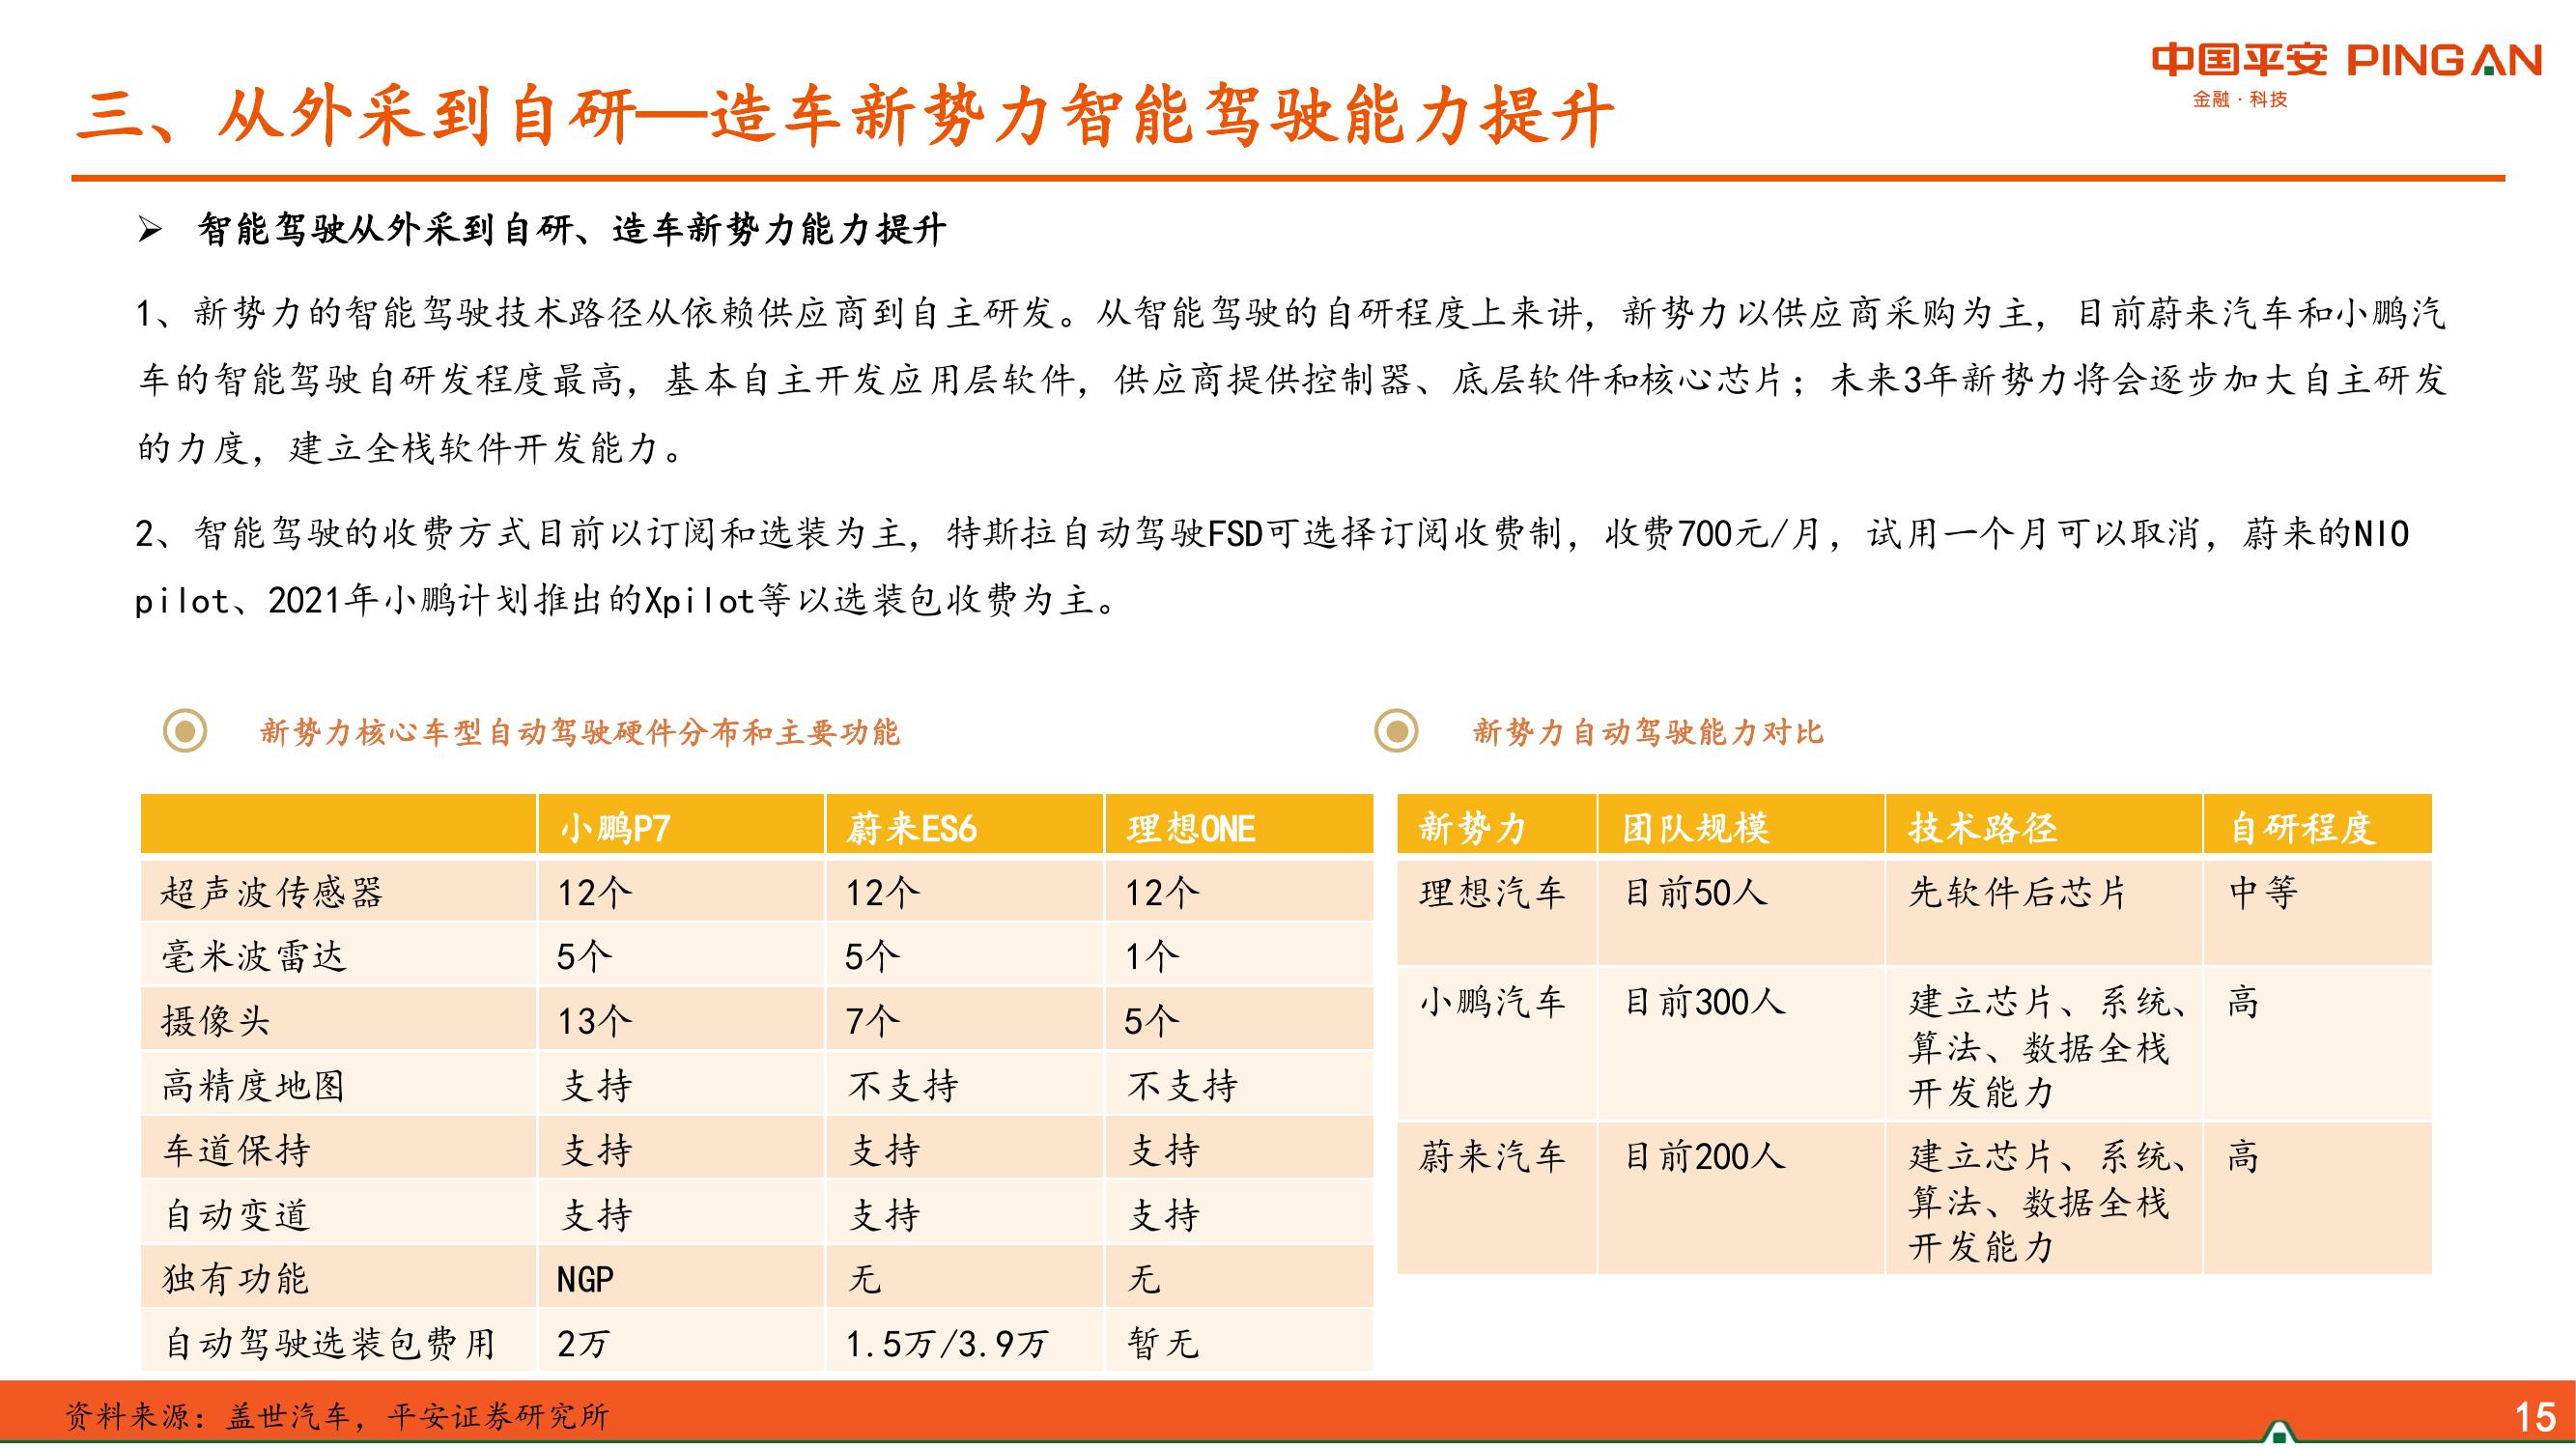 中国平安 PING AN
金融·科技
三、从外采到自研—造车新势力智能驾驶能力提升
➢ 智能驾驶从外采到自研、造车新势力能力提升
1、新势力的智能驾驶技术路径从依赖供应商到自主研发。从智能驾驶的自研程度上来讲，新势力以供应商采购为主，目前蔚来汽车和小鹏汽
车的智能驾驶自研发程度最高，基本自主开发应用层软件，供应商提供控制器、底层软件和核心芯片；未来3年新势力将会逐步加大自主研发
的力度，建立全栈软件开发能力。
2、智能驾驶的收费方式目前以订阅和选装为主，特斯拉自动驾驶FSD可选择订阅收费制，收费700元/月，试用一个月可以取消，蔚来的NIO
pilot、2021年小鹏计划推出的Xpilot等以选装包收费为主。
新势力核心车型自动驾驶硬件分布和主要功能
小鹏P7 蔚来ES6 理想ONE
超声波传感器 12个 12个 12个
毫米波雷达 5个 5个 1个
摄像头 13个 7个 5个
高精度地图 支持 不支持 不支持
车道保持 支持 支持 支持
自动变道 支持 支持 支持
独有功能 NGP 无 无
自动驾驶选装包费用 2万 1.5万/3.9万 暂无
新势力自动驾驶能力对比
新势力 团队规模 技术路径 自研程度
理想汽车 目前50人 先软件后芯片 中等
小鹏汽车 目前300人 建立芯片、系统、 高
算法、数据全栈
开发能力
蔚来汽车 目前200人 建立芯片、系统、 高
算法、数据全栈
开发能力
资料来源：盖世汽车，平安证券研究所
15